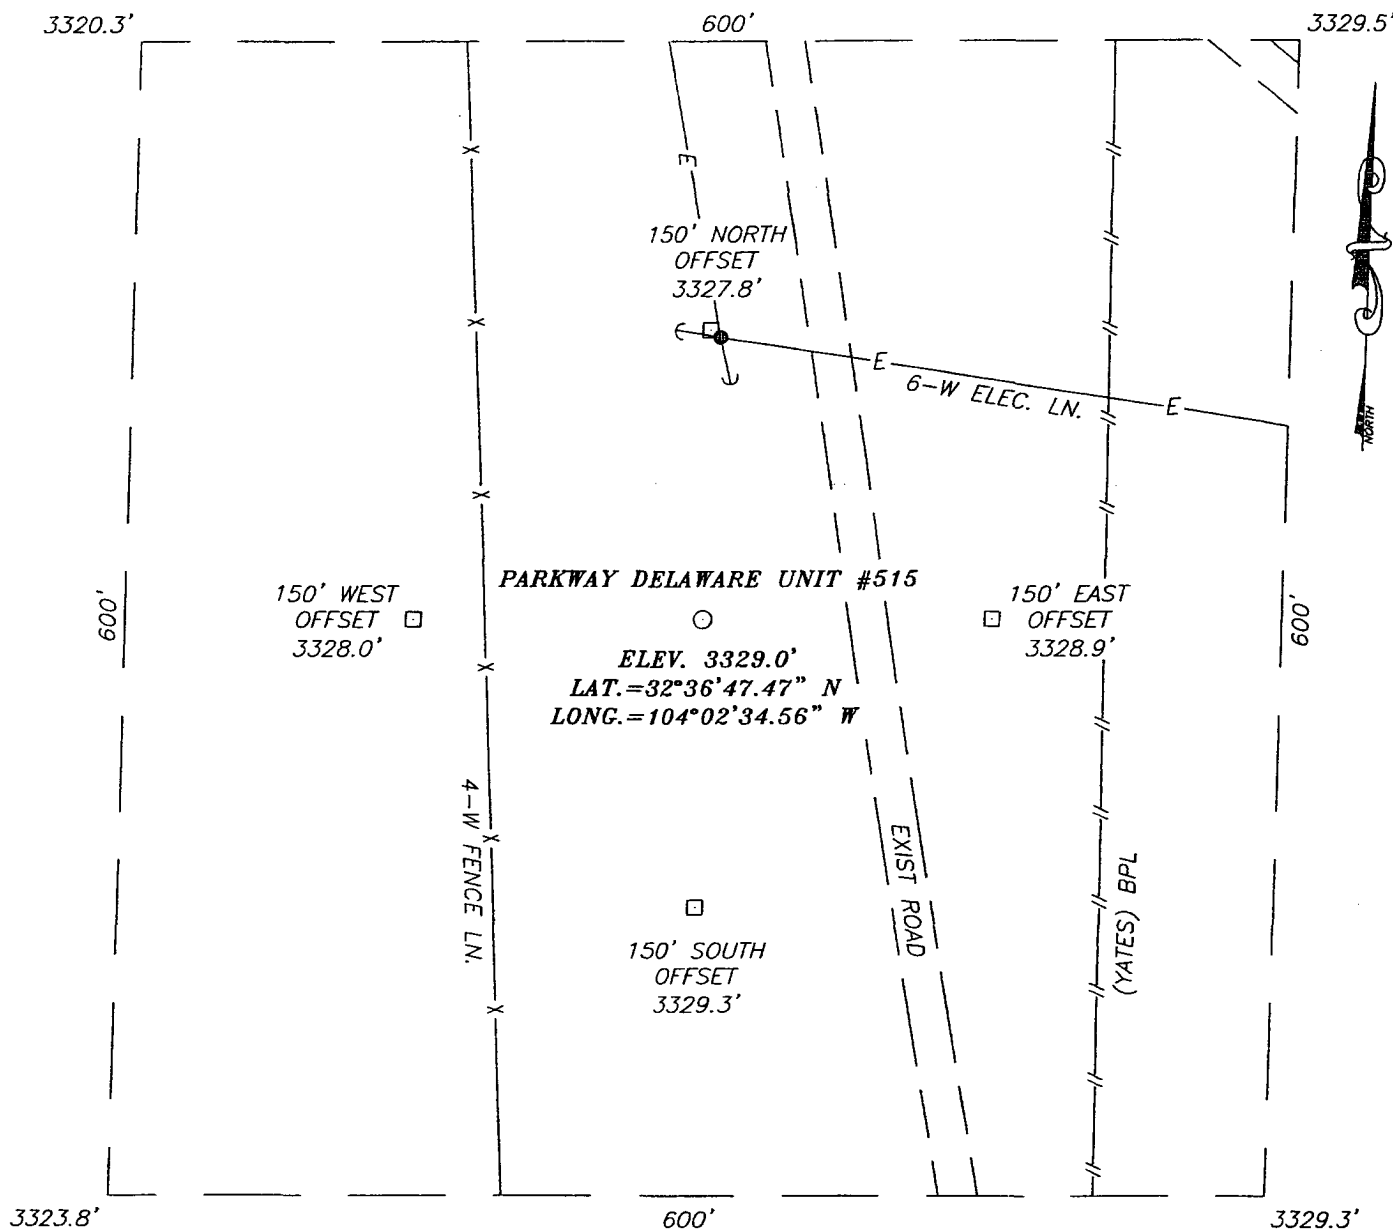 3320.3'
600'
3329.5'
E
150' NORTH
OFFSET
3327.8'
E
6-W ELEC. LN.
E
NORTH
PARKWAY DELAWARE UNIT #515
150' WEST
OFFSET
3328.0'
150' EAST
OFFSET
3328.9'
600'
600'
ELEV. 3329.0'
LAT.=32°36'47.47" N
LONG.=104°02'34.56" W
4-W FENCE LN.
EXIST ROAD
(YATES) BPL
150' SOUTH
OFFSET
3329.3'
3323.8'
600'
3329.3'